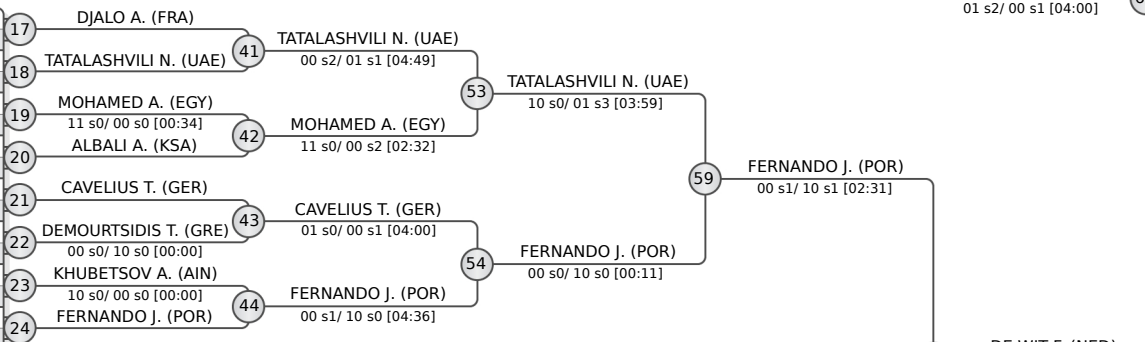 01 s2/ 00 s1 [04:00]
17
DJALO A. (FRA)
18
TATALASHVILI N. (UAE)
41
TATALASHVILI N. (UAE)
00 s2/ 01 s1 [04:49]
19
MOHAMED A. (EGY)
11 s0/ 00 s0 [00:34]
20
ALBALI A. (KSA)
42
MOHAMED A. (EGY)
11 s0/ 00 s2 [02:32]
53
TATALASHVILI N. (UAE)
10 s0/ 01 s3 [03:59]
21
CAVELIUS T. (GER)
22
DEMOURTSIDIS T. (GRE)
00 s0/ 10 s0 [00:00]
43
CAVELIUS T. (GER)
01 s0/ 00 s1 [04:00]
23
KHUBETSOV A. (AIN)
10 s0/ 00 s0 [00:00]
24
FERNANDO J. (POR)
44
FERNANDO J. (POR)
00 s1/ 10 s0 [04:36]
54
FERNANDO J. (POR)
00 s0/ 10 s0 [00:11]
59
FERNANDO J. (POR)
00 s1/ 10 s1 [02:31]